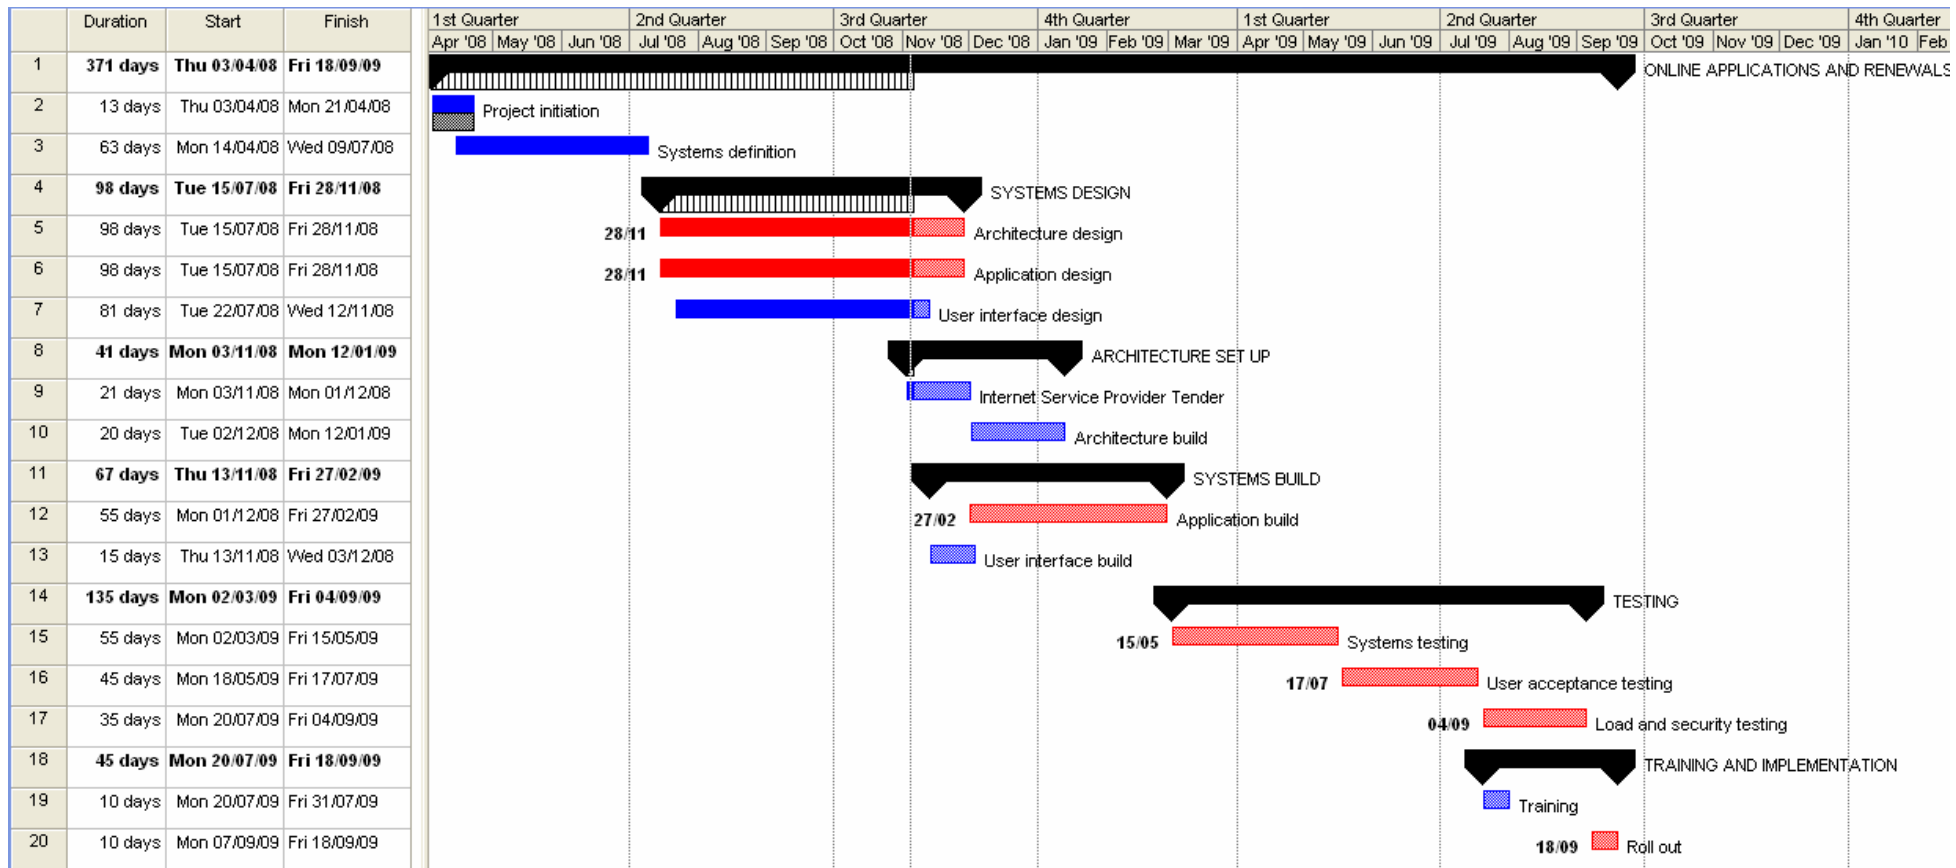 Duration Start Finish 1st Quarter 2nd Quarter 3rd Quarter 4th Quarter 1st Quarter 2nd Quarter 3rd Quarter 4th Quarter
Apr '08 May '08 Jun '08 Jul '08 Aug '08 Sep '08 Oct '08 Nov '08 Dec '08 Jan '09 Feb '09 Mar '09 Apr '09 May '09 Jun '09 Jul '09 Aug '09 Sep '09 Oct '09 Nov '09 Dec '09 Jan '10 Feb
1 371 days Thu 03/04/08 Fri 18/09/09 ONLINE APPLICATIONS AND RENEWALS
2 13 days Thu 03/04/08 Mon 21/04/08 Project initiation
3 63 days Mon 14/04/08 Wed 09/07/08 Systems definition
4 98 days Tue 15/07/08 Fri 28/11/08 SYSTEMS DESIGN
5 98 days Tue 15/07/08 Fri 28/11/08 28/11 Architecture design
6 98 days Tue 15/07/08 Fri 28/11/08 28/11 Application design
7 81 days Tue 22/07/08 Wed 12/11/08 User interface design
8 41 days Mon 03/11/08 Mon 12/01/09 ARCHITECTURE SET UP
9 21 days Mon 03/11/08 Mon 01/12/08 Internet Service Provider Tender
10 20 days Tue 02/12/08 Mon 12/01/09 Architecture build
11 67 days Thu 13/11/08 Fri 27/02/09 SYSTEMS BUILD
12 55 days Mon 01/12/08 Fri 27/02/09 27/02 Application build
13 15 days Thu 13/11/08 Wed 03/12/08 User interface build
14 135 days Mon 02/03/09 Fri 04/09/09 TESTING
15 55 days Mon 02/03/09 Fri 15/05/09 15/05 Systems testing
16 45 days Mon 18/05/09 Fri 17/07/09 17/07 User acceptance testing
17 35 days Mon 20/07/09 Fri 04/09/09 04/09 Load and security testing
18 45 days Mon 20/07/09 Fri 18/09/09 TRAINING AND IMPLEMENTATION
19 10 days Mon 20/07/09 Fri 31/07/09 Training
20 10 days Mon 07/09/09 Fri 18/09/09 18/09 Roll out